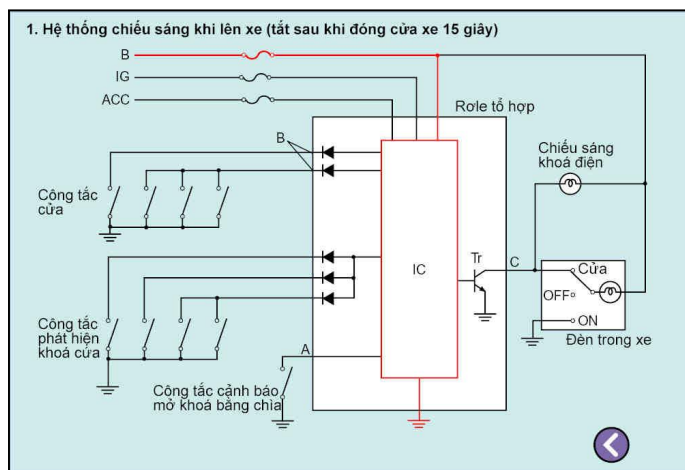 1. Hệ thống chiếu sáng khi lên xe (tắt sau khi đóng cửa xe 15 giây)
B
IG
ACC
Rơle tổ hợp
B
Chiếu sáng
khoá điện
Công tắc
cửa
IC
Tr
C
Cửa
OFF
ON
Đèn trong xe
Công tắc
phát hiện
khoá cửa
A
Công tắc cảnh báo
mở khoá bằng chìa